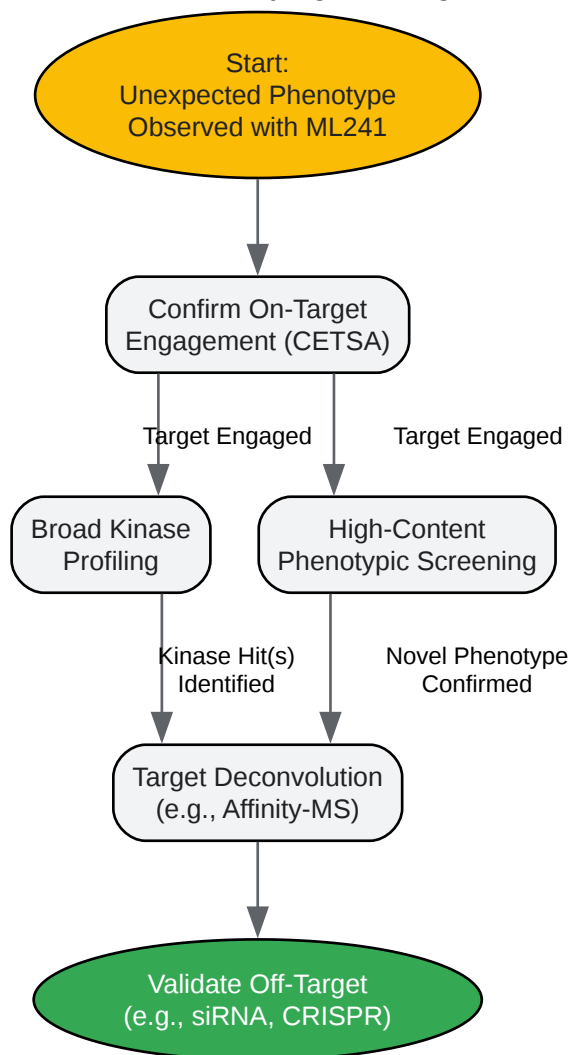 Start:
Unexpected Phenotype
Observed with ML241
Confirm On-Target
Engagement (CETSA)
Target Engaged
Target Engaged
Broad Kinase
Profiling
High-Content
Phenotypic Screening
Kinase Hit(s)
Identified
Novel Phenotype
Confirmed
Target Deconvolution
(e.g., Affinity-MS)
Validate Off-Target
(e.g., siRNA, CRISPR)